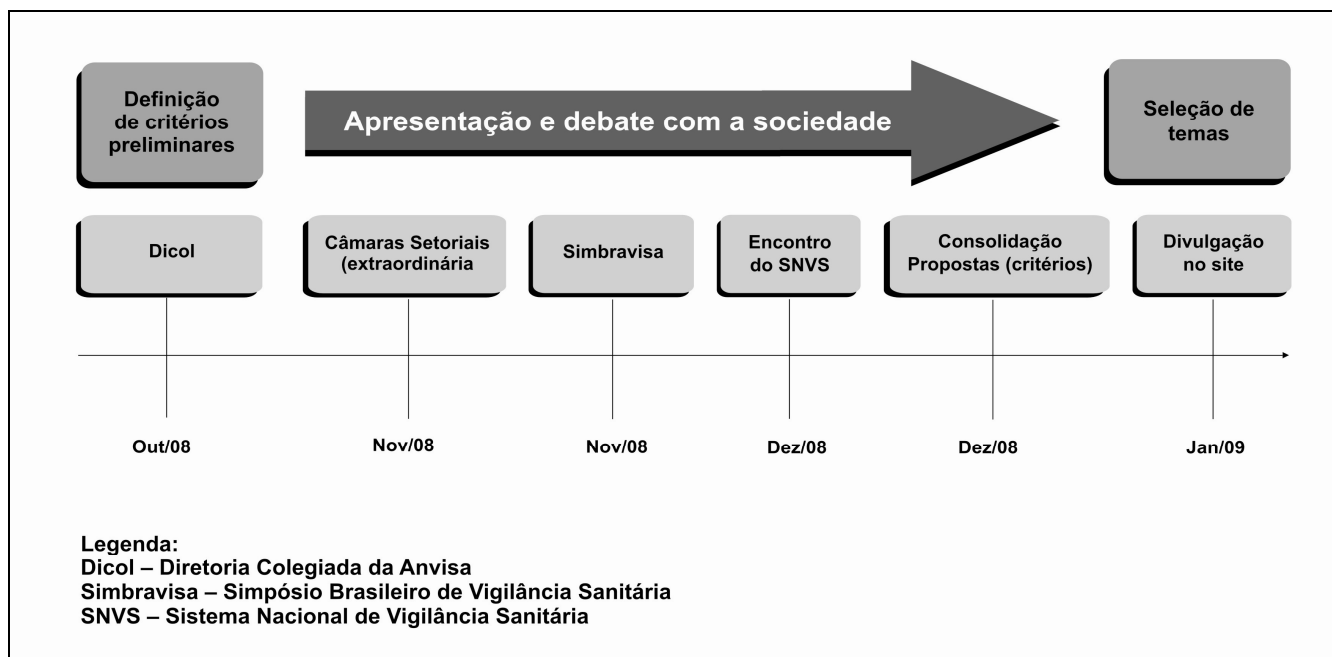 Definição
de critérios
preliminares
Apresentação e debate com a sociedade
Seleção de
temas
Dicol
Câmaras Setoriais
(extraordinária
Simbravisa
Encontro
do SNVS
Consolidação
Propostas (critérios)
Divulgação
no site
Out/08
Nov/08
Nov/08
Dez/08
Dez/08
Jan/09
Legenda:
Dicol – Diretoria Colegiada da Anvisa
Simbravisa – Simpósio Brasileiro de Vigilância Sanitária
SNVS – Sistema Nacional de Vigilância Sanitária